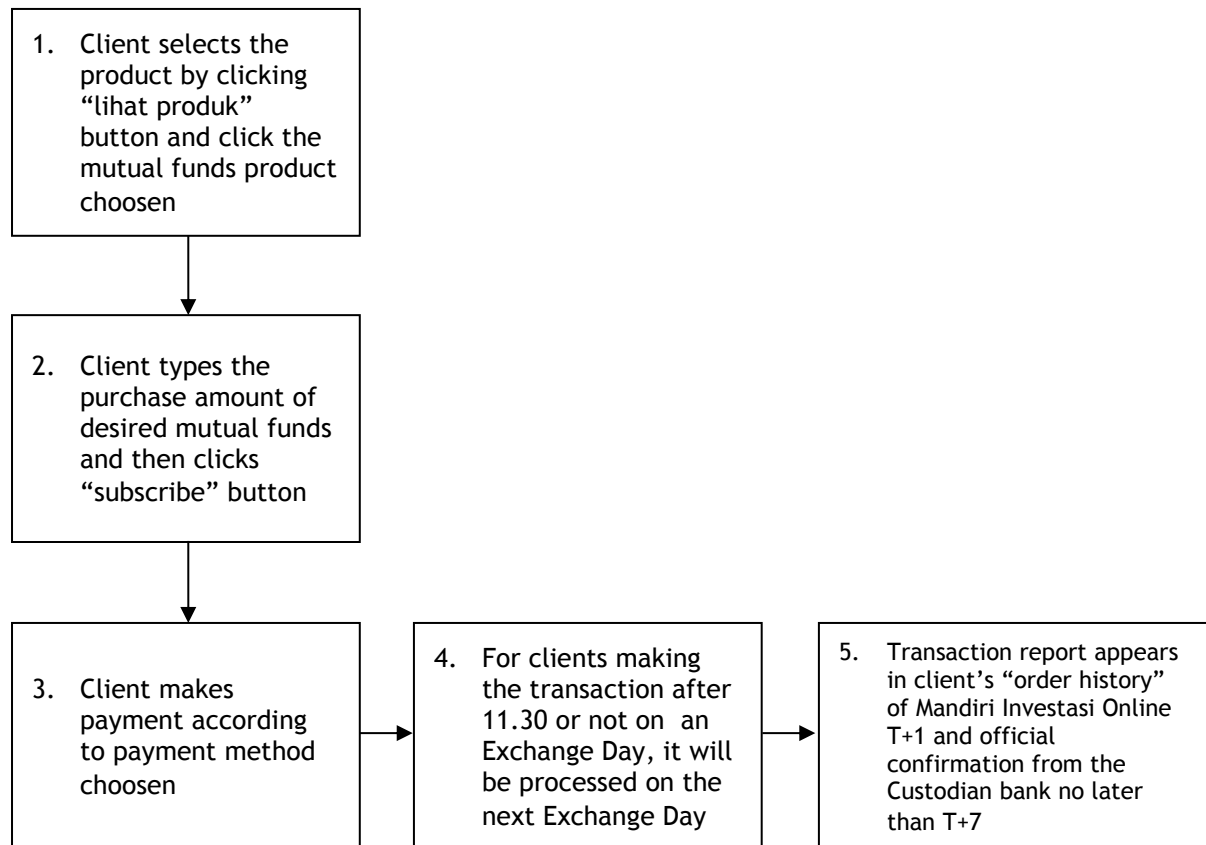 1. Client selects the
product by clicking
“lihat produk”
button and click the
mutual funds product
choosen
2. Client types the
purchase amount of
desired mutual funds
and then clicks
“subscribe” button
3. Client makes
payment according
to payment method
choosen
4. For clients making
the transaction after
11.30 or not on an
Exchange Day, it will
be processed on the
next Exchange Day
5. Transaction report appears
in client’s “order history”
of Mandiri Investasi Online
T+1 and official
confirmation from the
Custodian bank no later
than T+7